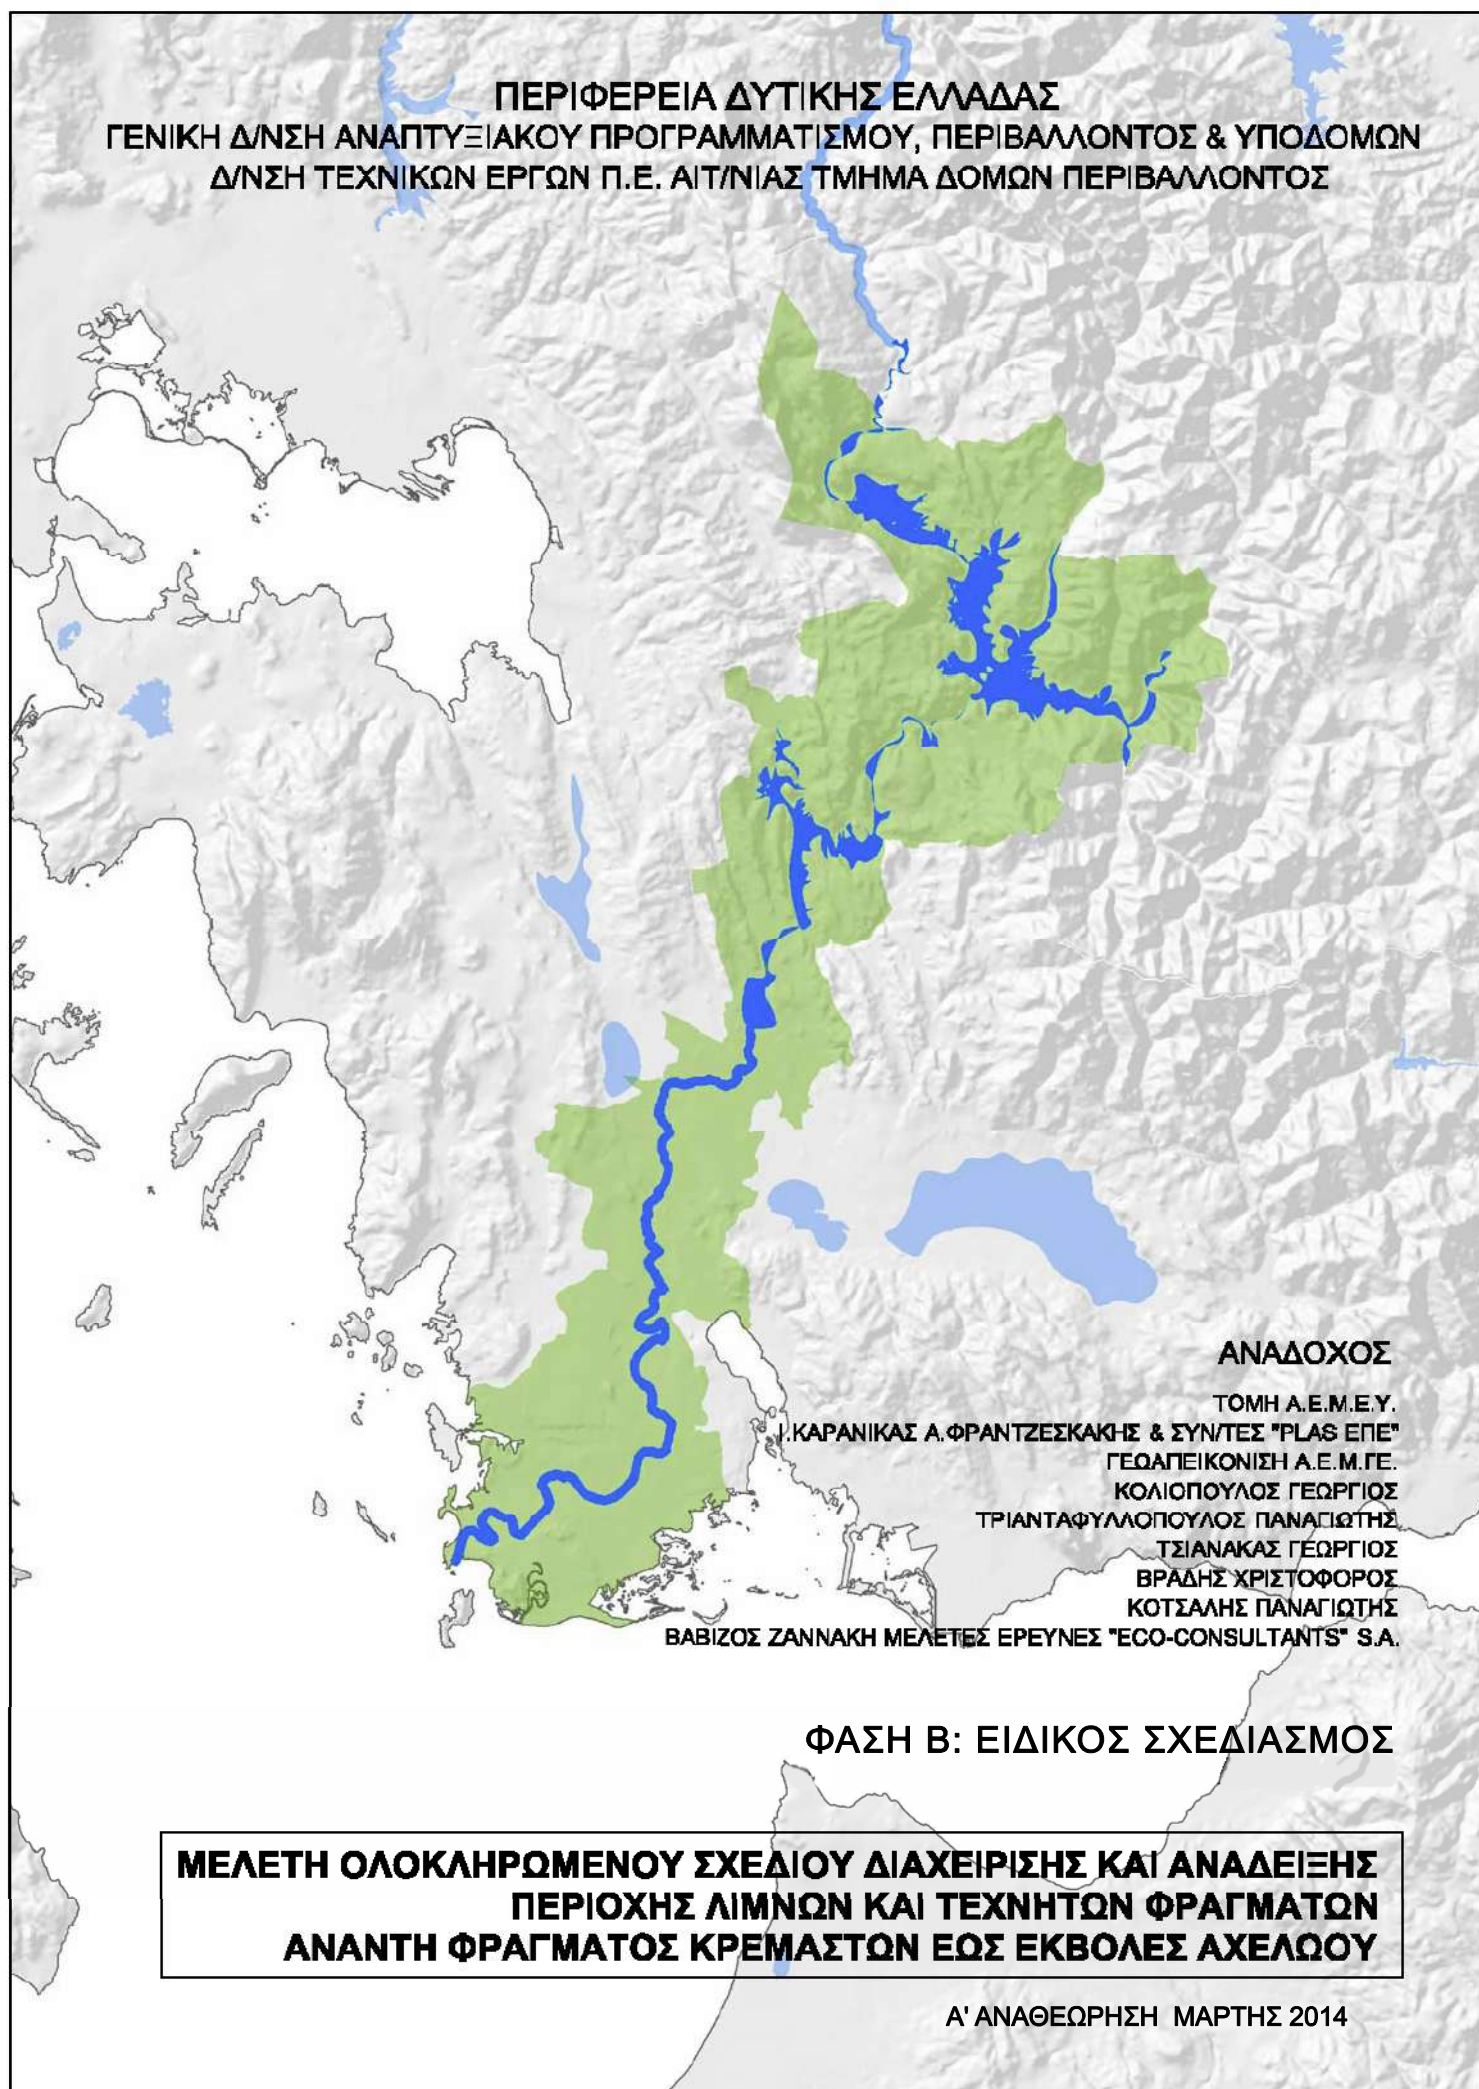 ΠΕΡΙΦΕΡΕΙΑ ΔΥΤΙΚΗΣ ΕΛΛΑΔΑΣ
ΓΕΝΙΚΗ Δ/ΝΣΗ ΑΝΑΠΤΥΞΙΑΚΟΥ ΠΡΟΓΡΑΜΜΑΤΙΣΜΟΥ, ΠΕΡΙΒΑΛΛΟΝΤΟΣ & ΥΠΟΔΟΜΩΝ
Δ/ΝΣΗ ΤΕΧΝΙΚΩΝ ΕΡΓΩΝ Π.Ε. ΑΙΤ/ΝΙΑΣ ΤΜΗΜΑ ΔΟΜΩΝ ΠΕΡΙΒΑΛΛΟΝΤΟΣ
ΑΝΑΔΟΧΟΣ
ΤΟΜΗ Α.Ε.Μ.Ε.Υ.
Ι.ΚΑΡΑΝΙΚΑΣ Α.ΦΡΑΝΤΖΕΣΚΑΚΗΣ & ΣΥΝ/ΤΕΣ "PLAS ΕΠΕ"
ΓΕΩΑΠΕΙΚΟΝΙΣΗ Α.Ε.Μ.ΓΕ.
ΚΟΛΙΟΠΟΥΛΟΣ ΓΕΩΡΓΙΟΣ
ΤΡΙΑΝΤΑΦΥΛΛΟΠΟΥΛΟΣ ΠΑΝΑΓΙΩΤΗΣ
ΤΣΙΑΝΑΚΑΣ ΓΕΩΡΓΙΟΣ
ΒΡΑΔΗΣ ΧΡΙΣΤΟΦΟΡΟΣ
ΚΟΤΣΑΛΗΣ ΠΑΝΑΓΙΩΤΗΣ
ΒΑΒΙΖΟΣ ΖΑΝΝΑΚΗ ΜΕΛΕΤΕΣ ΕΡΕΥΝΕΣ "ECO-CONSULTANTS" S.A.
ΦΑΣΗ Β: ΕΙΔΙΚΟΣ ΣΧΕΔΙΑΣΜΟΣ
ΜΕΛΕΤΗ ΟΛΟΚΛΗΡΩΜΕΝΟΥ ΣΧΕΔΙΟΥ ΔΙΑΧΕΙΡΙΣΗΣ ΚΑΙ ΑΝΑΔΕΙΞΗΣ
ΠΕΡΙΟΧΗΣ ΛΙΜΝΩΝ ΚΑΙ ΤΕΧΝΗΤΩΝ ΦΡΑΓΜΑΤΩΝ
ΑΝΑΝΤΗ ΦΡΑΓΜΑΤΟΣ ΚΡΕΜΑΣΤΩΝ ΕΩΣ ΕΚΒΟΛΕΣ ΑΧΕΛΩΟΥ
Α' ΑΝΑΘΕΩΡΗΣΗ ΜΑΡΤΗΣ 2014